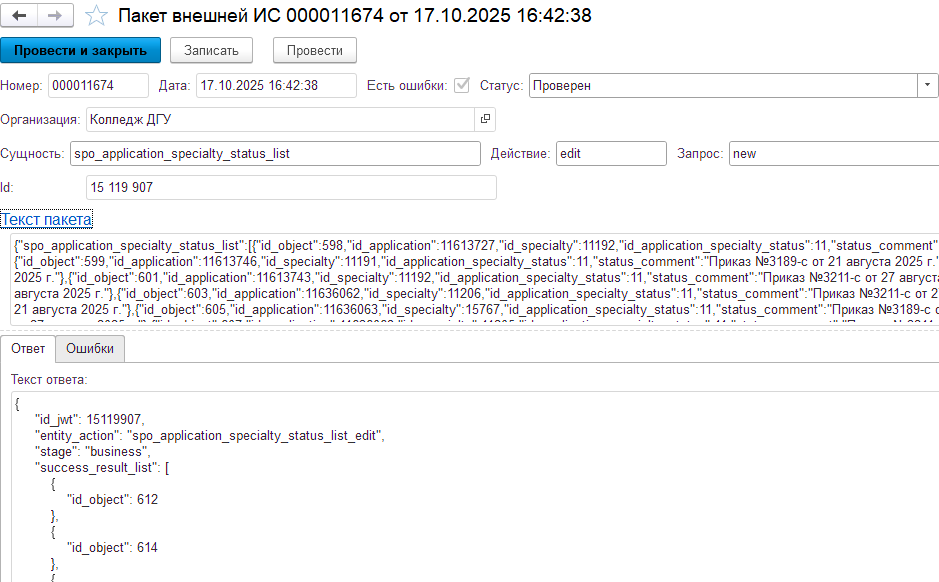 Пакет внешней ИС 000011674 от 17.10.2025 16:42:38
Провести и закрыть Записать Провести
Номер: 000011674 Дата: 17.10.2025 16:42:38 Есть ошибки: Статус: Проверен
Организация: Колледж ДГУ
Сущность: spo_application_specialty_status_list Действие: edit Запрос: new
Id: 15 119 907
Текст пакета
{"spo_application_specialty_status_list":[{"id_object":598,"id_application":11613727,"id_specialty":11192,"id_application_specialty_status":11,"status_comment"
{"id_object":599,"id_application":11613746,"id_specialty":11191,"id_application_specialty_status":11,"status_comment":"Приказ №3189-с от 21 августа 2025 г."
2025 г."},{"id_object":601,"id_application":11613743,"id_specialty":11192,"id_application_specialty_status":11,"status_comment":"Приказ №3211-с от 27 августа
августа 2025 г."},{"id_object":603,"id_application":11636062,"id_specialty":11206,"id_application_specialty_status":11,"status_comment":"Приказ №3211-с от 2
21 августа 2025 г."},{"id_object":605,"id_application":11636063,"id_specialty":15767,"id_application_specialty_status":11,"status_comment":"Приказ №3189-с о
Ответ Ошибки
Текст ответа:
{
"id_jwt": 15119907,
"entity_action": "spo_application_specialty_status_list_edit",
"stage": "business",
"success_result_list": [
{
"id_object": 612
},
{
"id_object": 614
},
{